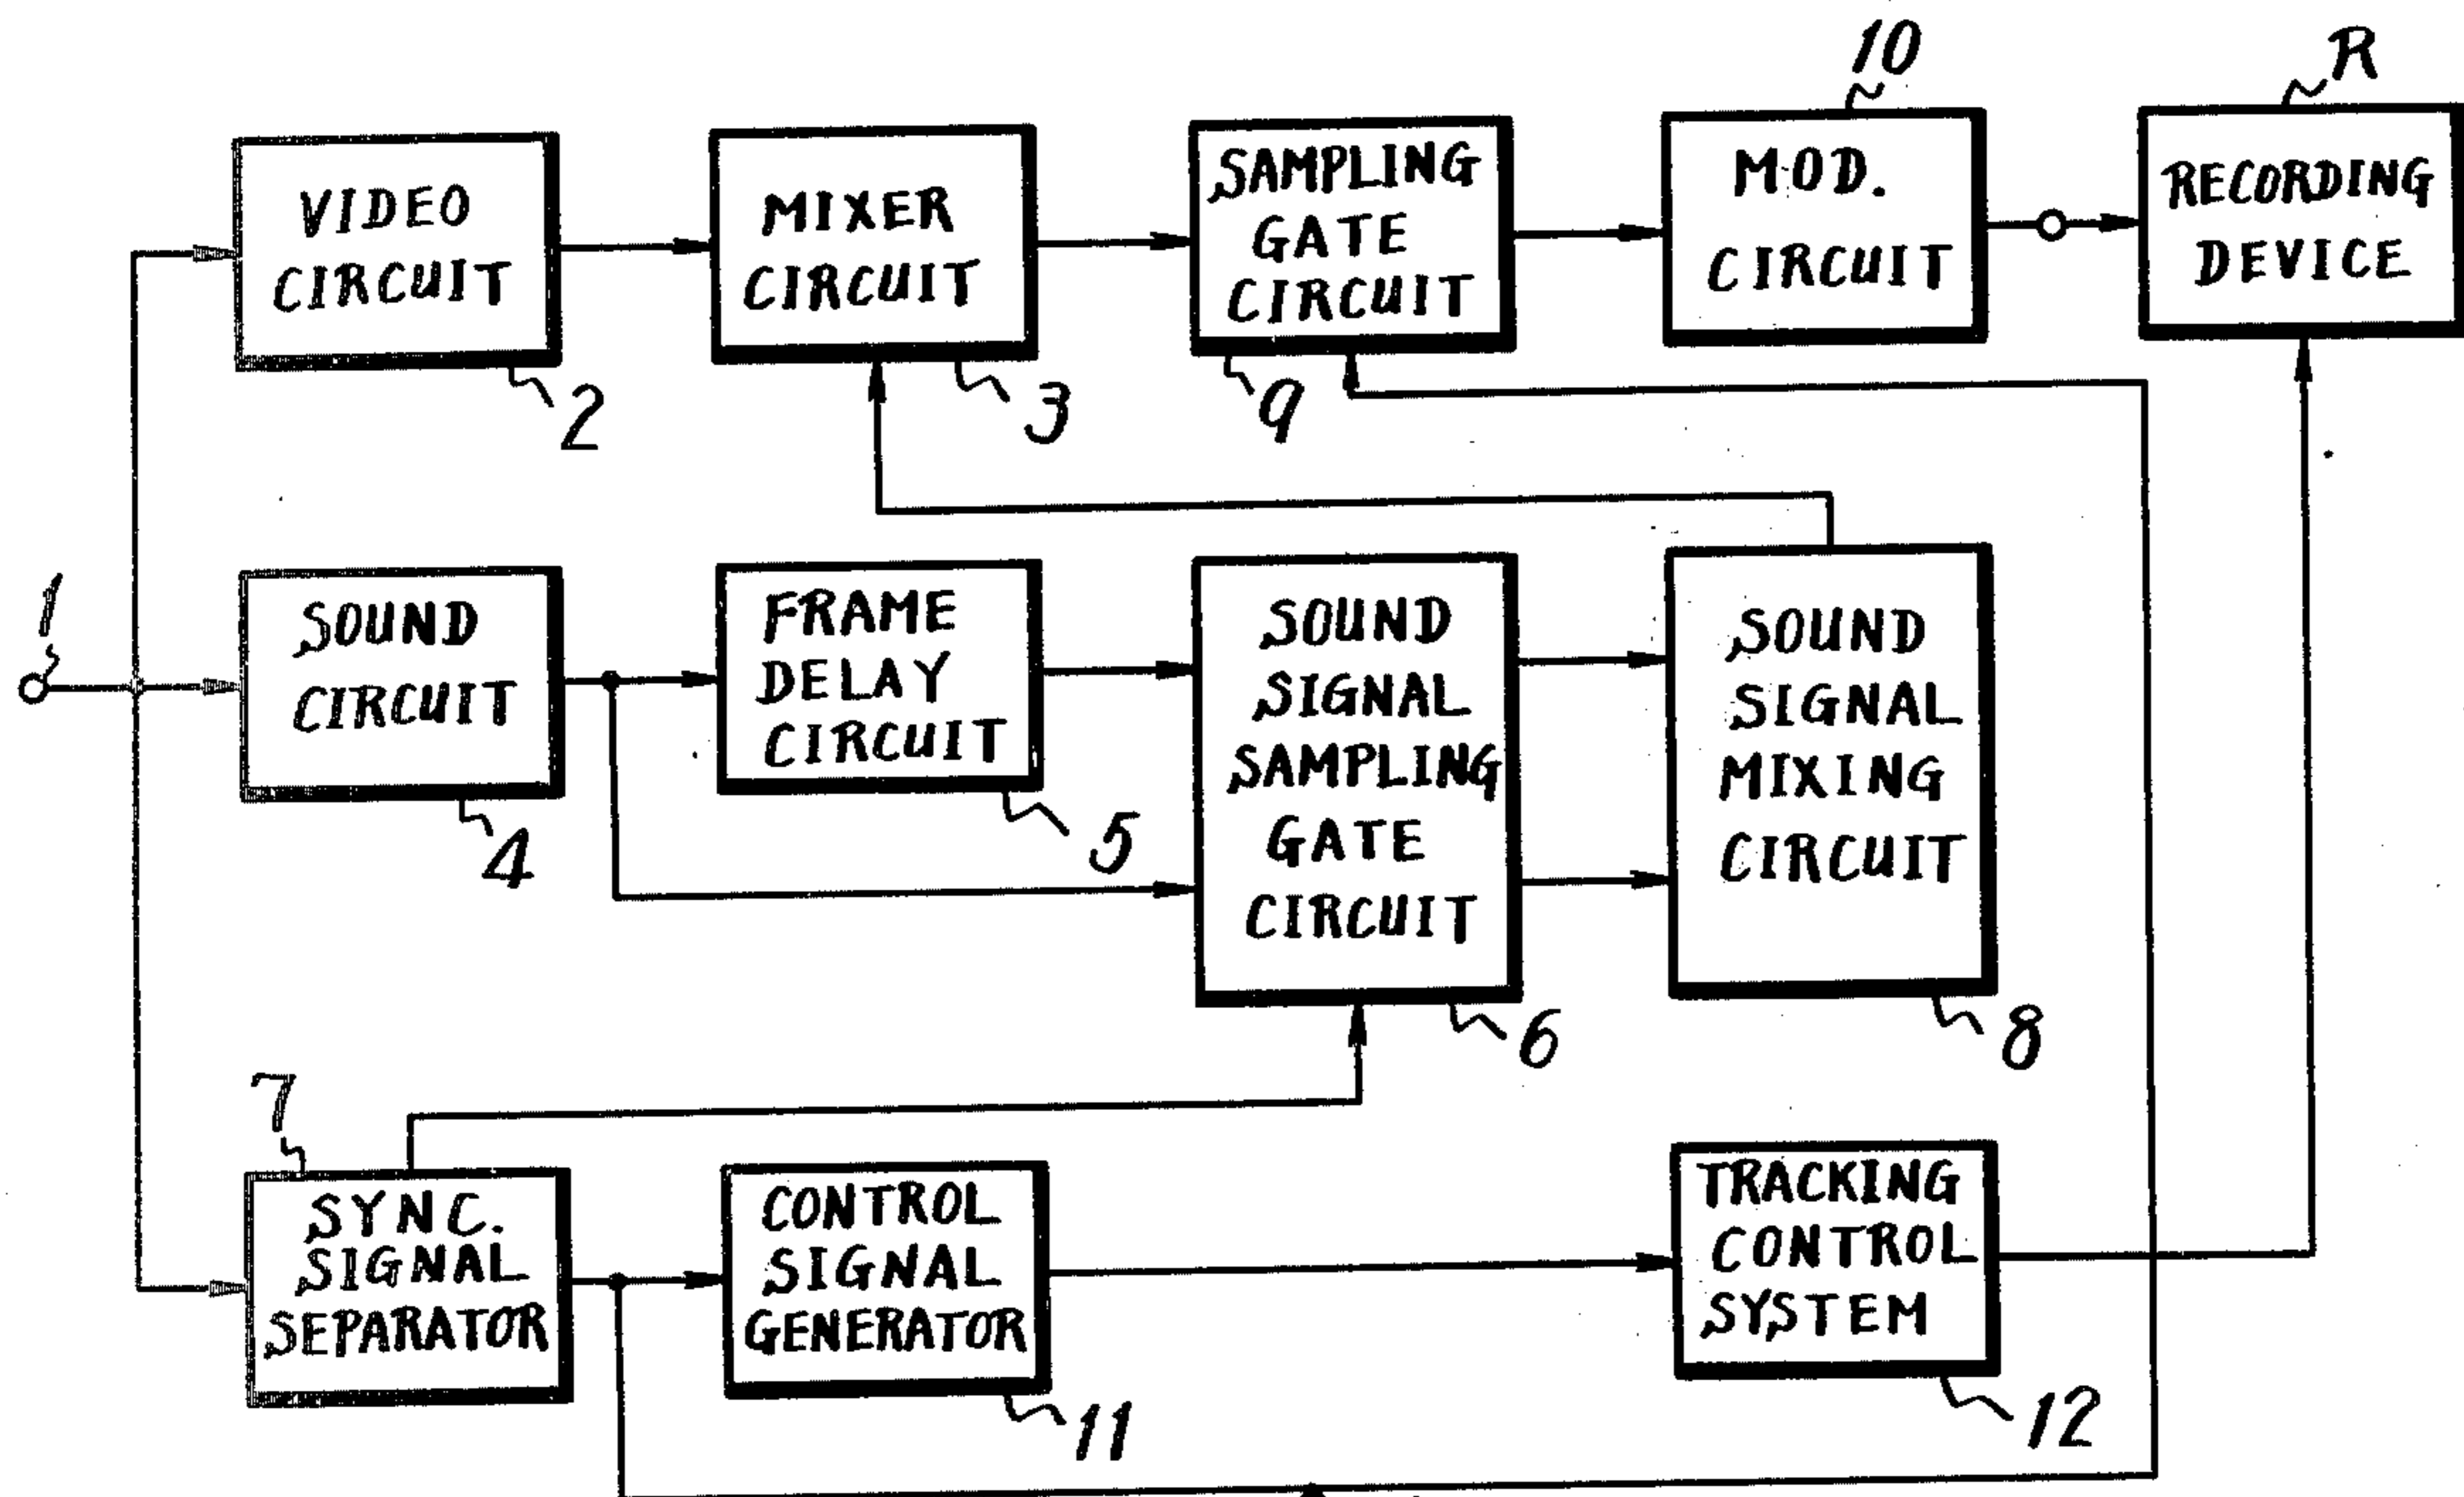 10
R
VIDEO
CIRCUIT
2
MIXER
CIRCUIT
3
SAMPLING
GATE
CIRCUIT
9
MOD.
CIRCUIT
RECORDING
DEVICE
1
SOUND
CIRCUIT
4
FRAME
DELAY
CIRCUIT
5
SOUND
SIGNAL
SAMPLING
GATE
CIRCUIT
6
SOUND
SIGNAL
MIXING
CIRCUIT
8
7
SYNC.
SIGNAL
SEPARATOR
CONTROL
SIGNAL
GENERATOR
11
TRACKING
CONTROL
SYSTEM
12